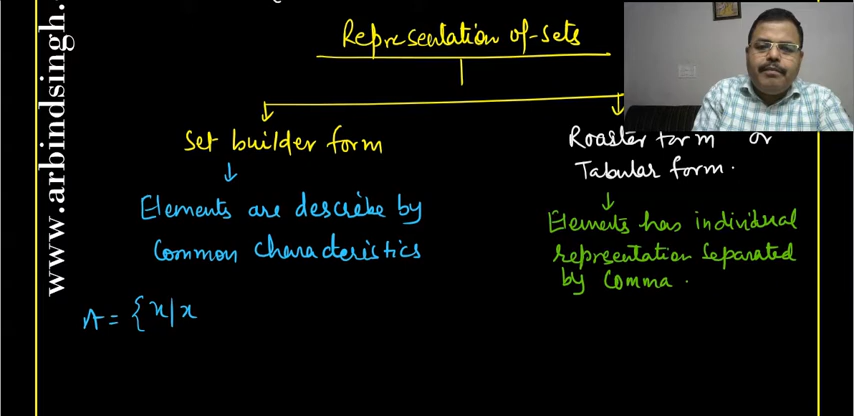 www.arbindsingh.
Representation of-sets
Set builder form
Elements are describe by
Common characteristics
A = { x | x
Roaster form or
Tabular form.
Elements has individual
representation separated
by Comma.